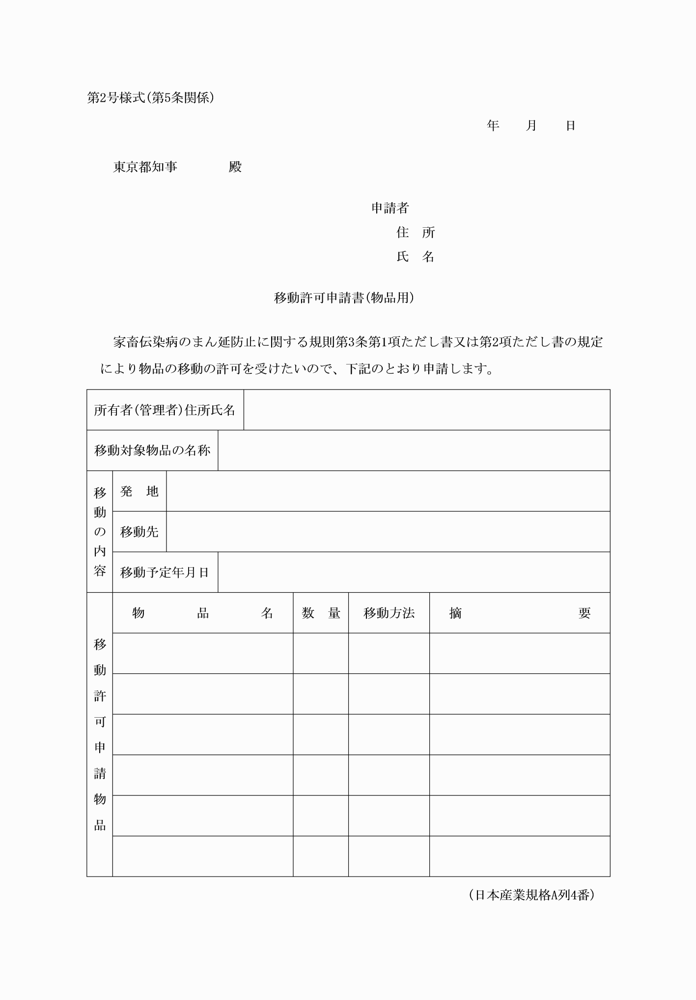 第2号様式(第5条関係)
年　　月　　日
東京都知事　　　　殿
申請者
住　所
氏　名
移動許可申請書(物品用)
家畜伝染病のまん延防止に関する規則第3条第1項ただし書又は第2項ただし書の規定
により物品の移動の許可を受けたいので、下記のとおり申請します。
所有者(管理者)住所氏名
移動対象物品の名称
移動の内容
発　地
移動先
移動予定年月日
移動許可申請物品
物　　　　品　　　　名
数　量
移動方法
摘　　　　　　　　　要
(日本産業規格A列4番)